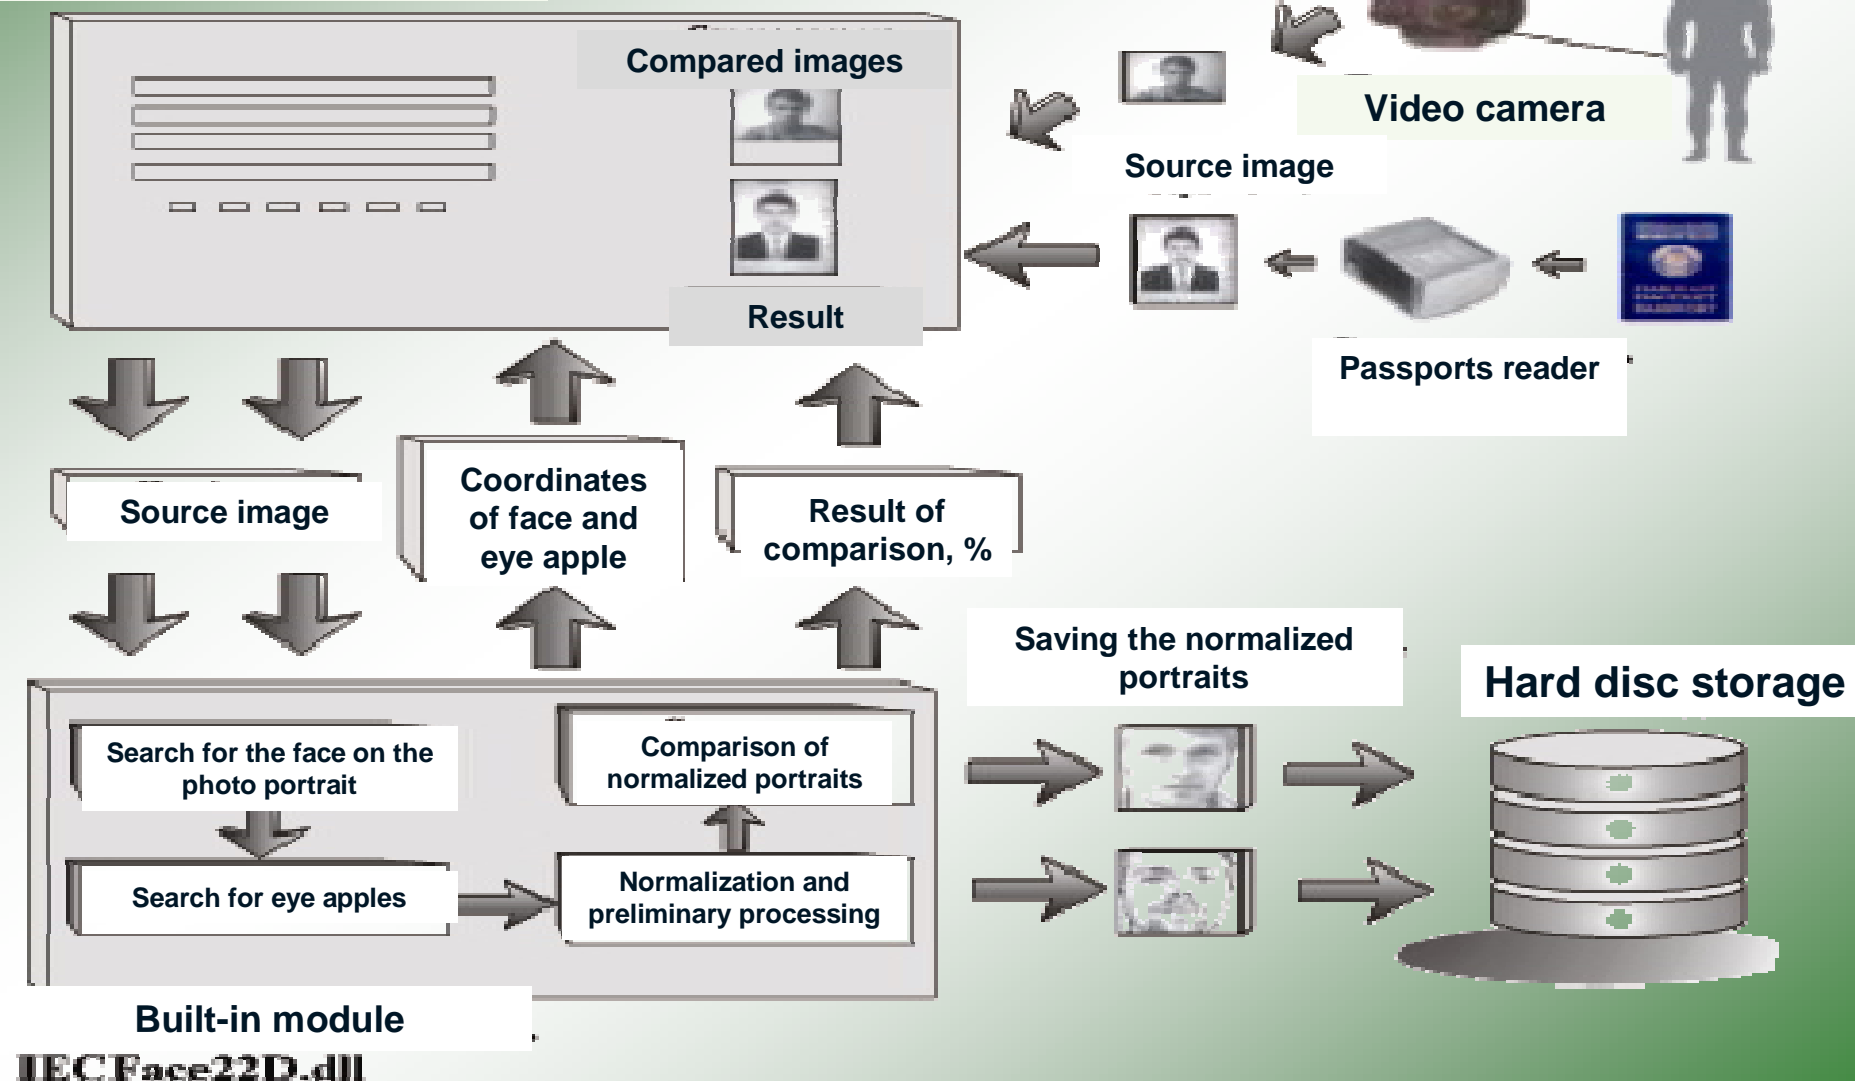 Compared images
Video camera
Source image
Result
Passports reader
Source image
Coordinates
of face and
eye apple
Result of
comparison, %
Saving the normalized
portraits
Hard disc storage
Search for the face on the
photo portrait
Comparison of
normalized portraits
Search for eye apples
Normalization and
preliminary processing
Built-in module
IECFace22D.dll